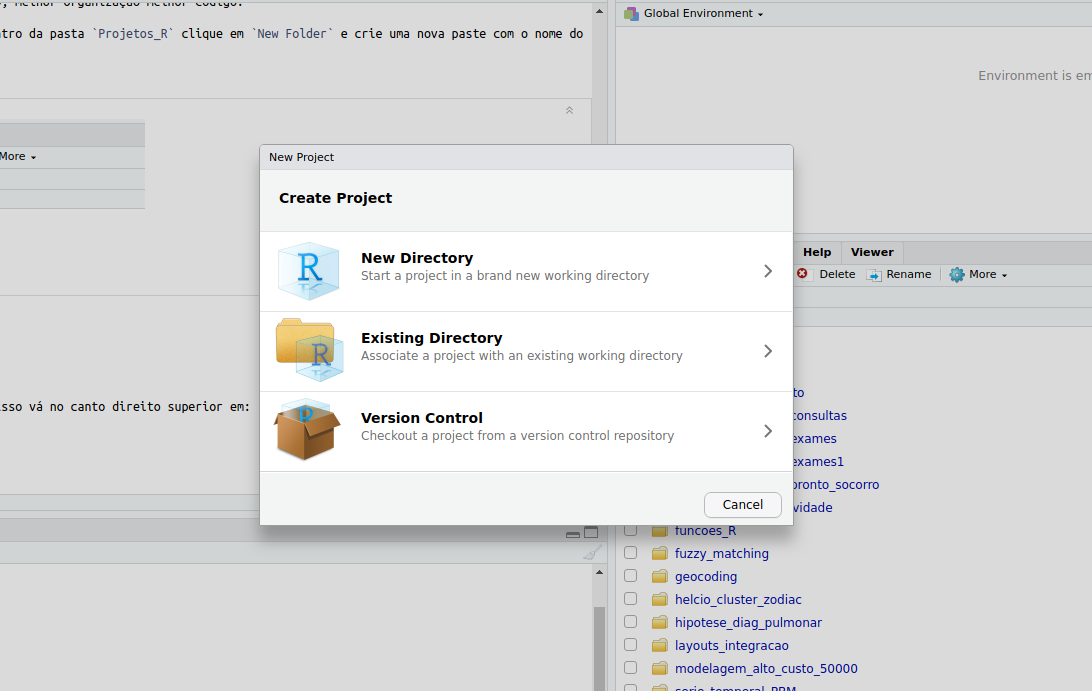 melhor organização melhor código.
tro da pasta `Projetos_R` clique em `New Folder` e crie uma nova paste com o nome do
More
sso vá no canto direito superior em:
Global Environment
Environment is em
New Project
Create Project
New Directory
Start a project in a brand new working directory
Existing Directory
Associate a project with an existing working directory
Version Control
Checkout a project from a version control repository
Cancel
Help Viewer
Delete Rename More
to
consultas
exames
exames1
pronto_socorro
vidade
funcoes_R
fuzzy_matching
geocoding
helcio_cluster_zodiac
hipotese_diag_pulmonar
layouts_integracao
modelagem_alto_custo_50000